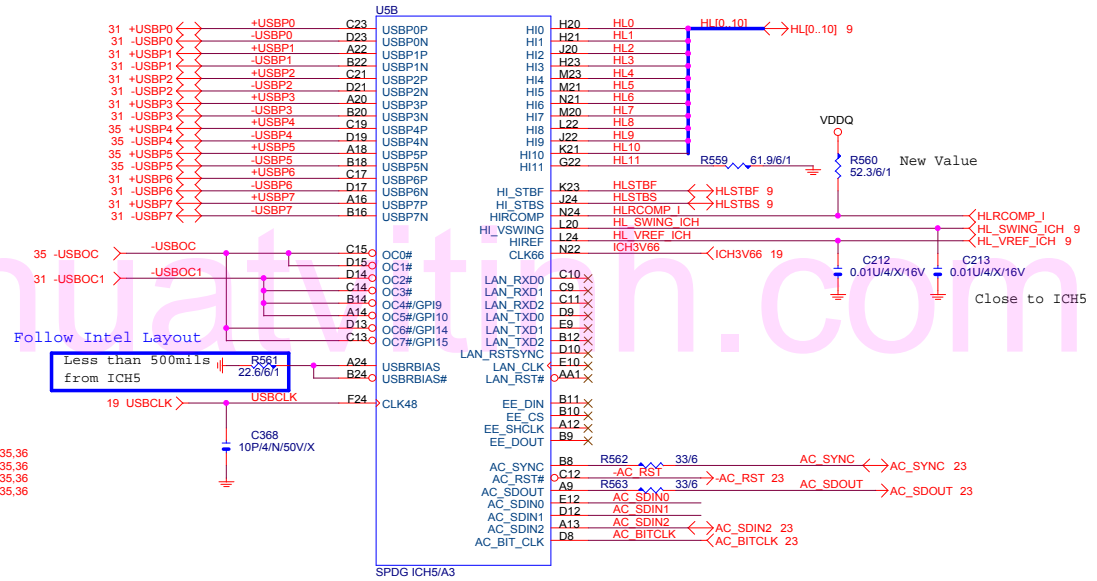 U5B
31 +USBP0 +USBP0 C23 USBP0P HI0 H20 HL0 HL[0..10] HL[0..10] 9
31 -USBP0 -USBP0 D23 USBP0N HI1 H21 HL1
31 +USBP1 +USBP1 A22 USBP1P HI2 J20 HL2
31 -USBP1 -USBP1 B22 USBP1N HI3 H23 HL3
31 +USBP2 +USBP2 C21 USBP2P HI4 M23 HL4
31 -USBP2 -USBP2 D21 USBP2N HI5 M21 HL5
31 +USBP3 +USBP3 A20 USBP3P HI6 N21 HL6
31 -USBP3 -USBP3 B20 USBP3N HI7 M20 HL7
35 +USBP4 +USBP4 C19 USBP4P HI8 L22 HL8
35 -USBP4 -USBP4 D19 USBP4N HI9 J22 HL9
35 +USBP5 +USBP5 A18 USBP5P HI10 K21 HL10
35 -USBP5 -USBP5 B18 USBP5N HI11 G22 HL11 R559 61.9/6/1
31 +USBP6 +USBP6 C17 USBP6P
31 -USBP6 -USBP6 D17 USBP6N HI_STBF K23 HLSTBF HLSTBF 9
31 +USBP7 +USBP7 A16 USBP7P HI_STBS J24 HLSTBS HLSTBS 9
31 -USBP7 -USBP7 B16 USBP7N HIRCOMP N24 HLRCOMP_I HLRCOMP_I
VDDQ
R560 New Value
52.3/6/1
HI_VSWING L20 HL_SWING_ICH HL_SWING_ICH 9
HIREF L24 HL_VREF_ICH HL_VREF_ICH 9
CLK66 N22 ICH3V66 ICH3V66 19
C212 C213
0.01U/4/X/16V 0.01U/4/X/16V
Close to ICH5
35 -USBOC -USBOC C15 OC0#
D15 OC1#
31 -USBOC1 -USBOC1 D14 OC2#
C14 OC3#
B14 OC4#/GPI9
A14 OC5#/GPI10
D13 OC6#/GPI14
C13 OC7#/GPI15
LAN_RXD0 C10
LAN_RXD1 C9
LAN_RXD2 C11
LAN_TXD0 D9
LAN_TXD1 E9
LAN_TXD2 B12
LAN_RSTSYNC D10
LAN_CLK E10
LAN_RST# AA1
Follow Intel Layout
Less than 500mils R561 A24 USBRBIAS
from ICH5 22.6/6/1 B24 USBRBIAS#
19 USBCLK USBCLK F24 CLK48
C368
10P/4/N/50V/X
EE_DIN B11
EE_CS B10
EE_SHCLK A12
EE_DOUT B9
AC_SYNC B8 R562 33/6 AC_SYNC AC_SYNC 23
AC_RST# C12 -AC_RST -AC_RST 23
AC_SDOUT A9 R563 33/6 AC_SDOUT AC_SDOUT 23
AC_SDIN0 E12 AC_SDIN0
AC_SDIN1 D12 AC_SDIN1
AC_SDIN2 A13 AC_SDIN2 AC_SDIN2 23
AC_BIT_CLK D8 AC_BITCLK AC_BITCLK 23
35,36
35,36
35,36
35,36
SPDG ICH5/A3
huatvitinh.com